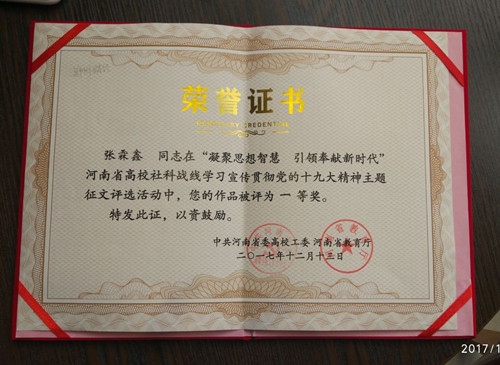 荣誉证书
张霖鑫 同志在“凝聚思想智慧 引领奉献新时代”
河南省高校社科战线学习宣传贯彻党的十九大精神主题
征文评选活动中，您的作品被评为 一 等奖。
特发此证，以资鼓励。
中共河南省委高校工委 河南省教育厅
二〇一七年十二月十三日
2017/1